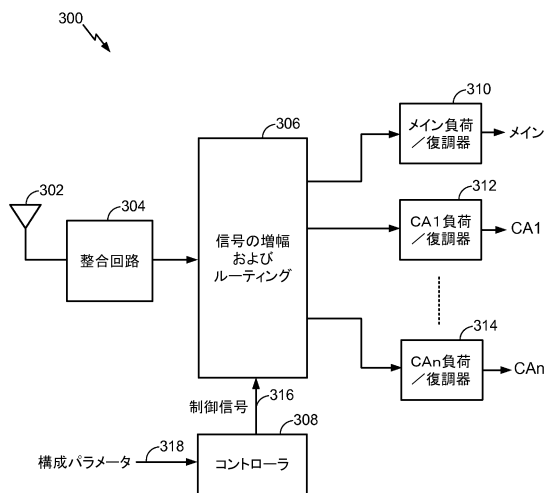 300
302
304
整合回路
306
信号の増幅
および
ルーティング
310
メイン負荷
／復調器
メイン
312
CA1負荷
／復調器
CA1
314
CAn負荷
／復調器
CAn
制御信号
316
308
コントローラ
構成パラメータ
318